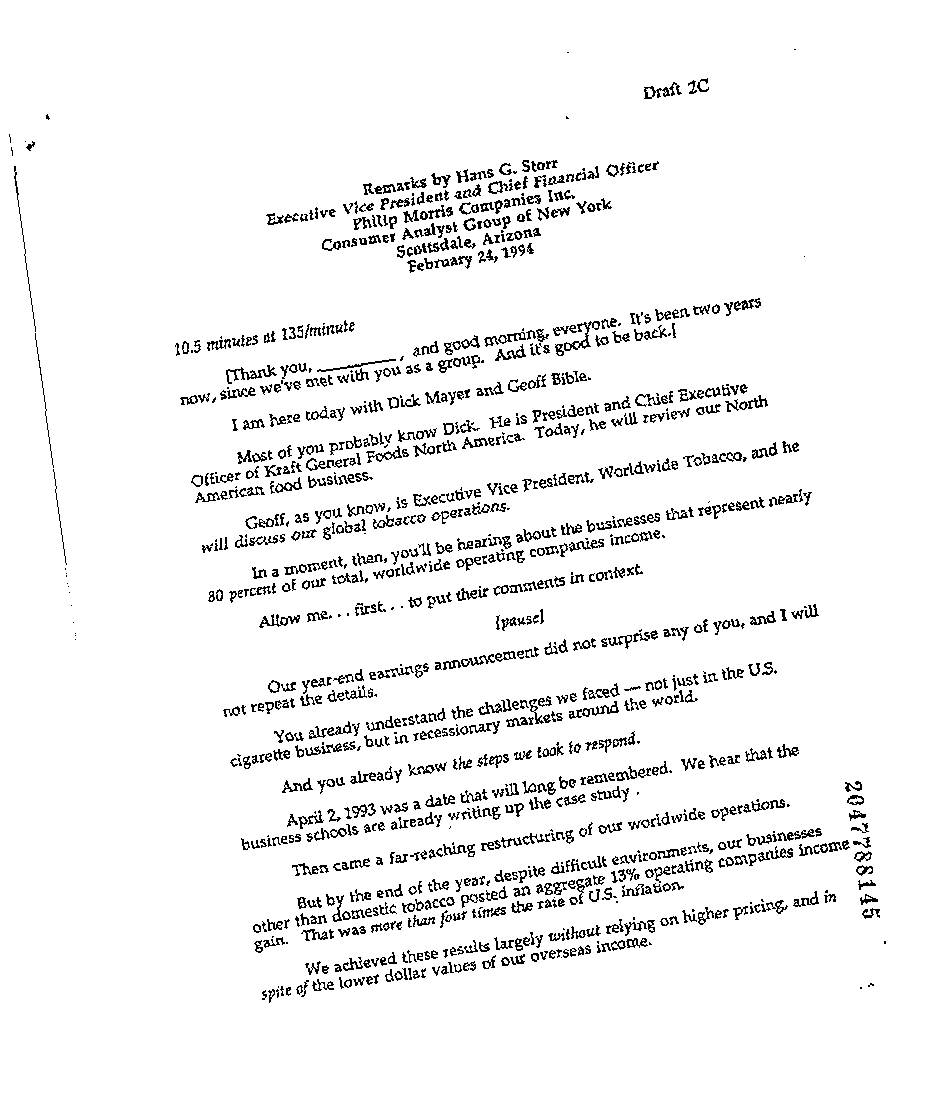 Draft 2C
Remarks by Hans G. Storr
Executive Vice President and Chief Financial Officer
Philip Morris Companies Inc.
Consumer Analyst Group of New York
Scottsdale, Arizona
February 24, 1994
10.5 minutes at 135/minute
[Thank you, __________, and good morning, everyone. It's been two years
now, since we've met with you as a group. And it's good to be back.[
I am here today with Dick Mayer and Geoff Bible.
Most of you probably know Dick. He is President and Chief Executive
Officer of Kraft General Foods North America. Today, he will review our North
American food business.
Geoff, as you know, is Executive Vice President, Worldwide Tobacco, and he
will discuss our global tobacco operations.
In a moment, then, you'll be hearing about the businesses that represent nearly
80 percent of our total, worldwide operating companies income.
Allow me. . . first. . . to put their comments in context.
[pause]
Our year-end earnings announcement did not surprise any of you, and I will
not repeat the details.
You already understand the challenges we faced — not just in the U.S.
cigarette business, but in recessionary markets around the world.
And you already know the steps we took to respond.
April 2, 1993 was a date that will long be remembered. We hear that the
business schools are already writing up the case study .
Then came a far-reaching restructuring of our worldwide operations.
But by the end of the year, despite difficult environments, our businesses
other than domestic tobacco posted an aggregate 13% operating companies income
gain. That was more than four times the rate of U.S. inflation.
We achieved these results largely without relying on higher pricing, and in
spite of the lower dollar values of our overseas income.
2047788145